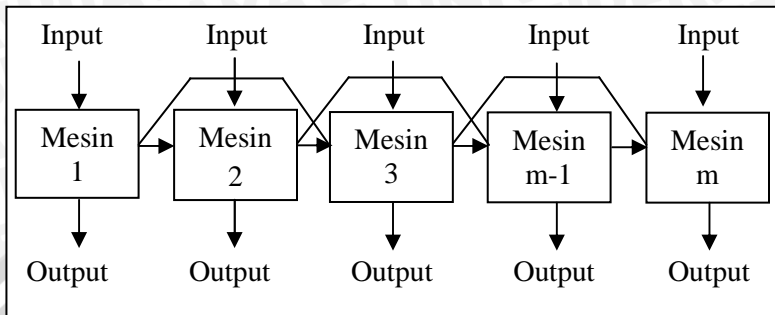 Input Input Input Input Input
Mesin Mesin Mesin Mesin Mesin
1 2 3 m-1 m
Output Output Output Output Output